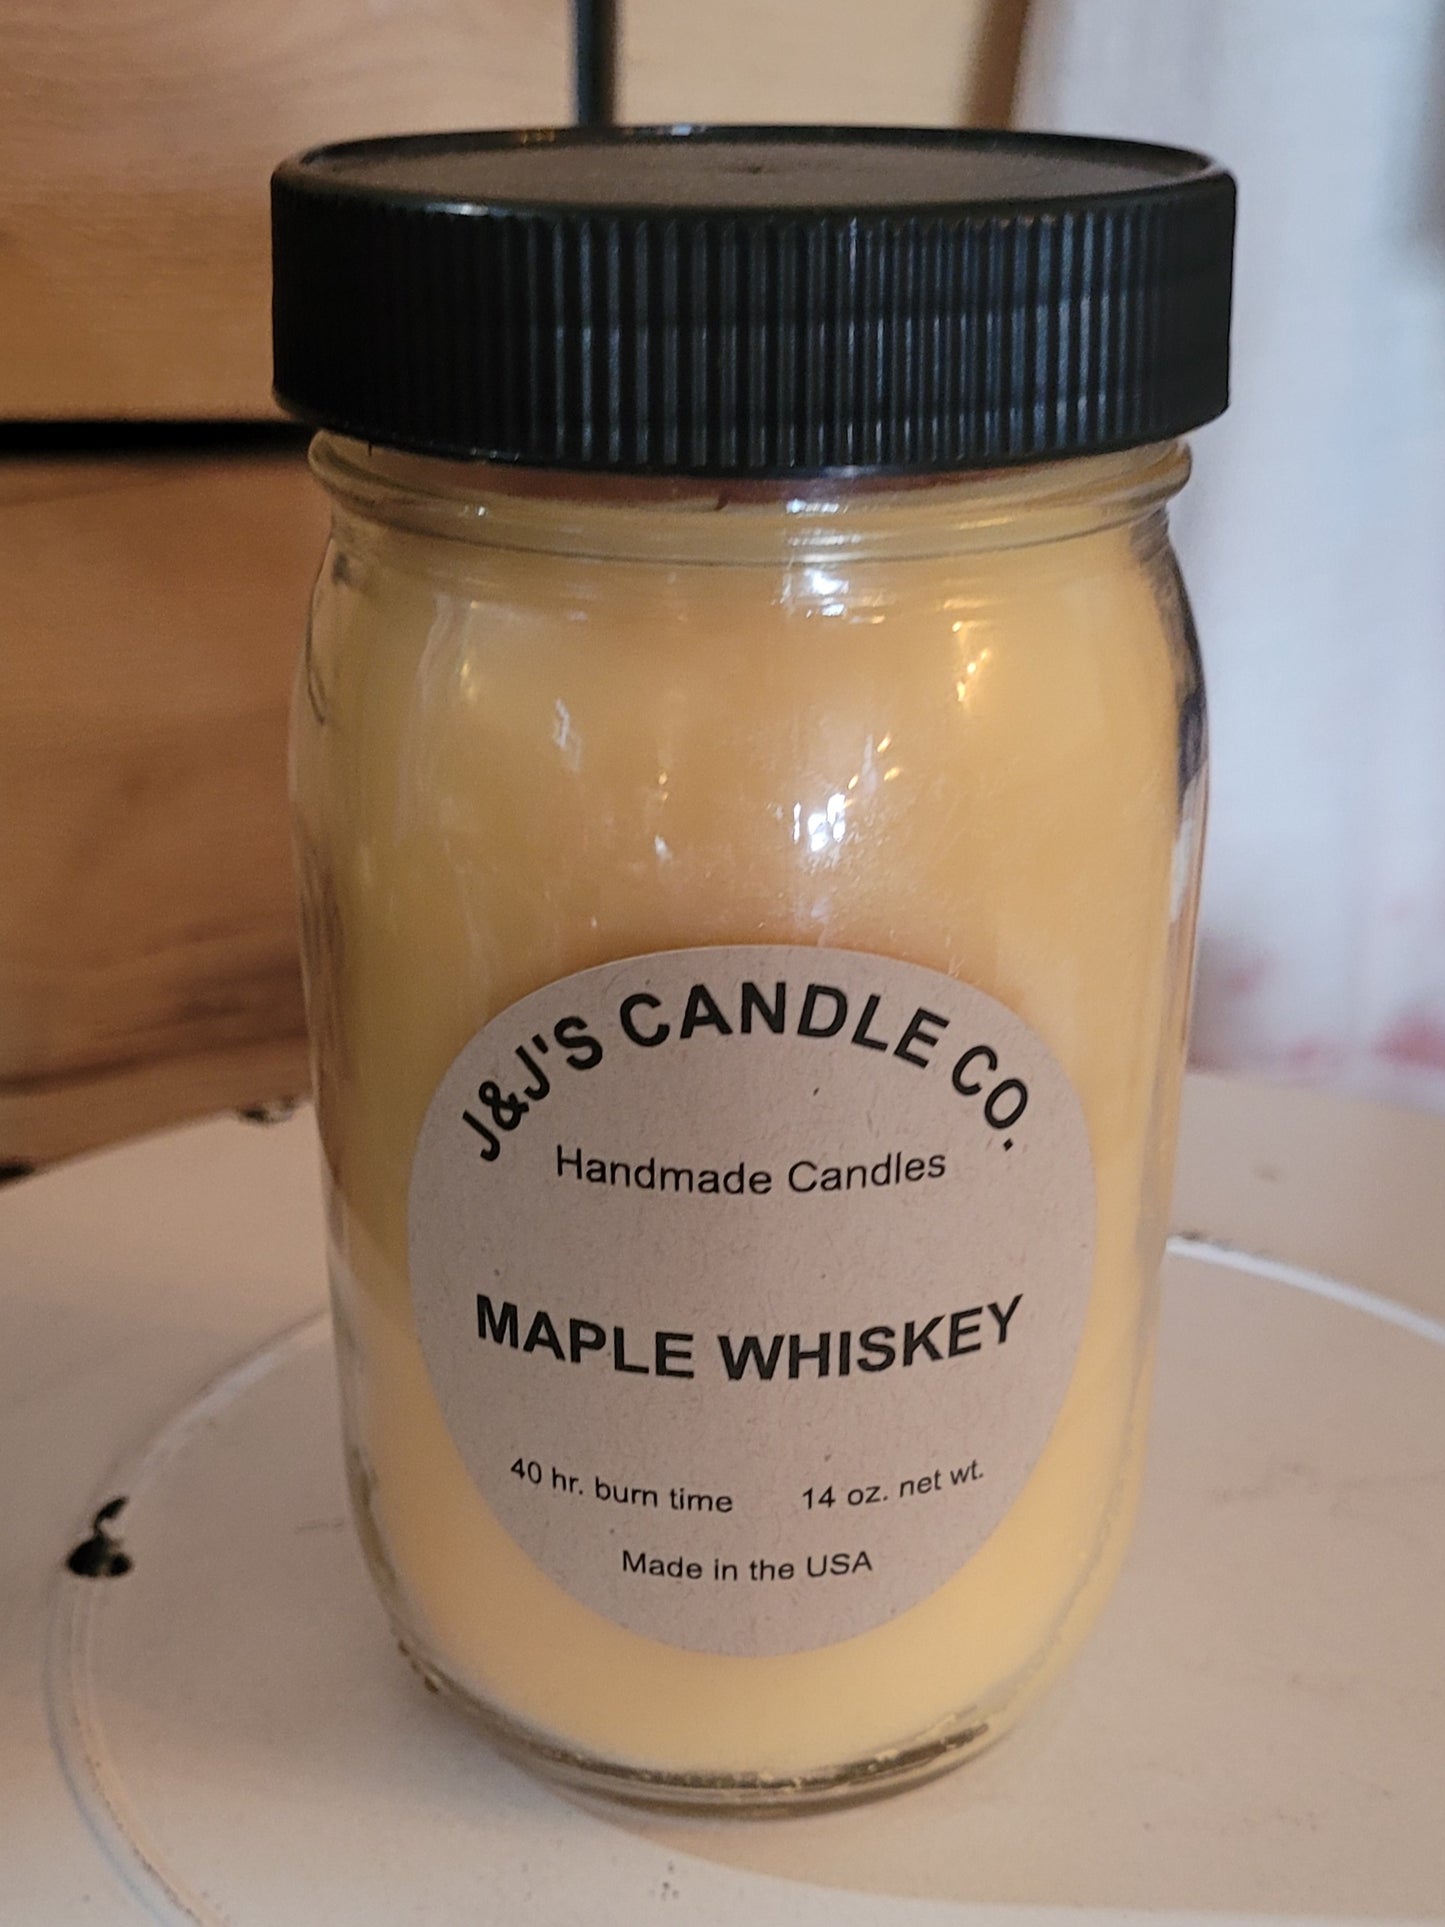 J&J'S CANDLE CO.
Handmade Candles
MAPLE WHISKEY
40 hr. burn time 14 oz. net wt.
Made in the USA